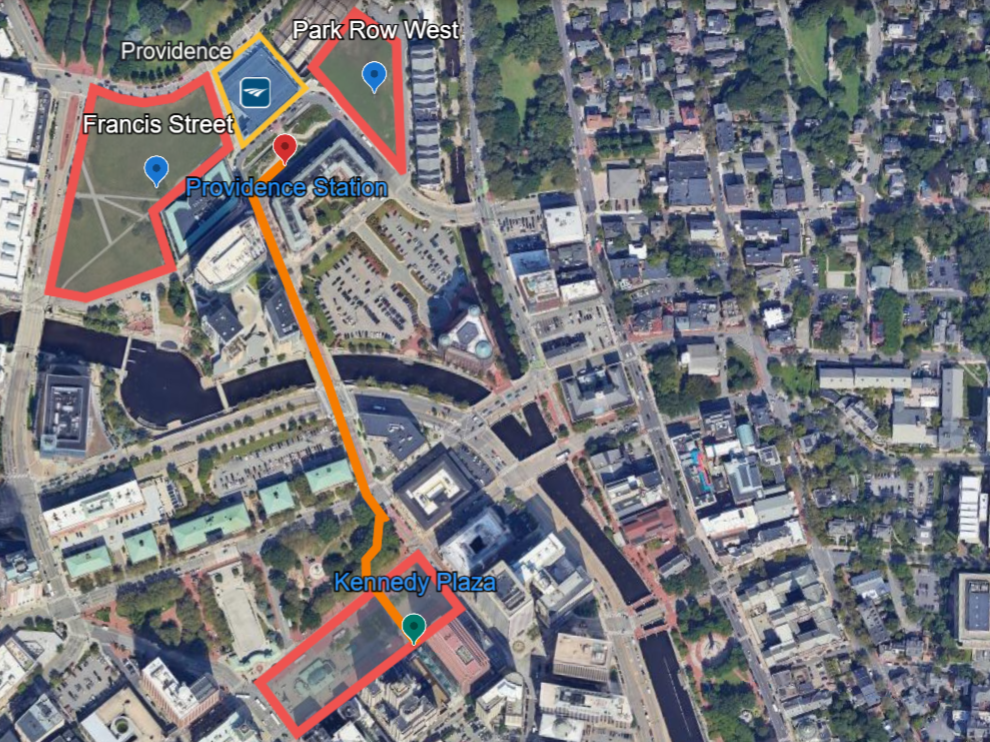 Park Row West
Providence
Francis Street
Providence Station
Kennedy Plaza